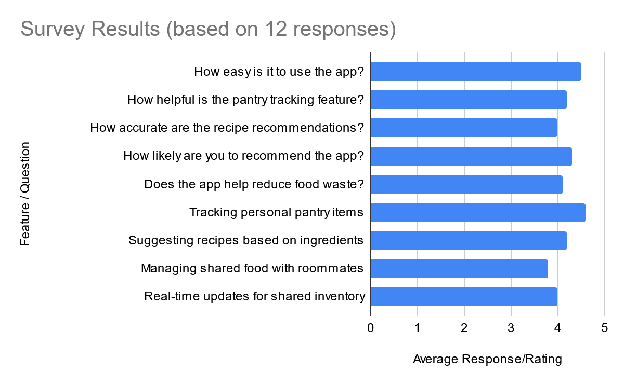 Survey Results (based on 12 responses)
Feature / Question
How easy is it to use the app?
How helpful is the pantry tracking feature?
How accurate are the recipe recommendations?
How likely are you to recommend the app?
Does the app help reduce food waste?
Tracking personal pantry items
Suggesting recipes based on ingredients
Managing shared food with roommates
Real-time updates for shared inventory
0 1 2 3 4 5
Average Response/Rating